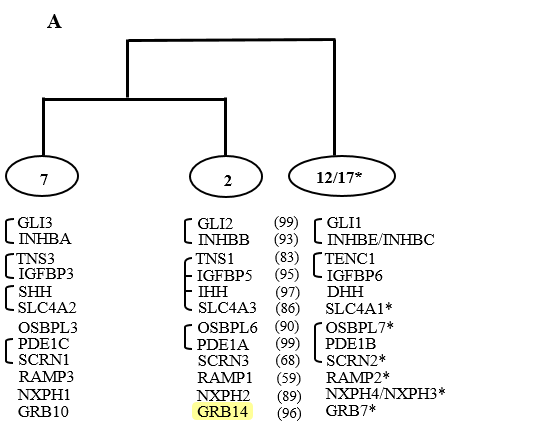 A
7 2 12/17*
GLI3 GLI2 (99) GLI1
INHBA INHBB (93) INHBE/INHBC
TNS3 TNS1 (83) TENC1
IGFBP3 IGFBP5 (95) IGFBP6
SHH IHH (97) DHH
SLC4A2 SLC4A3 (86) SLC4A1*
OSBPL3 OSBPL6 (90) OSBPL7*
PDE1C PDE1A (99) PDE1B
SCRN1 SCRN3 (68) SCRN2*
RAMP3 RAMP1 (59) RAMP2*
NXPH1 NXPH2 (89) NXPH4/NXPH3*
GRB10 GRB14 (96) GRB7*